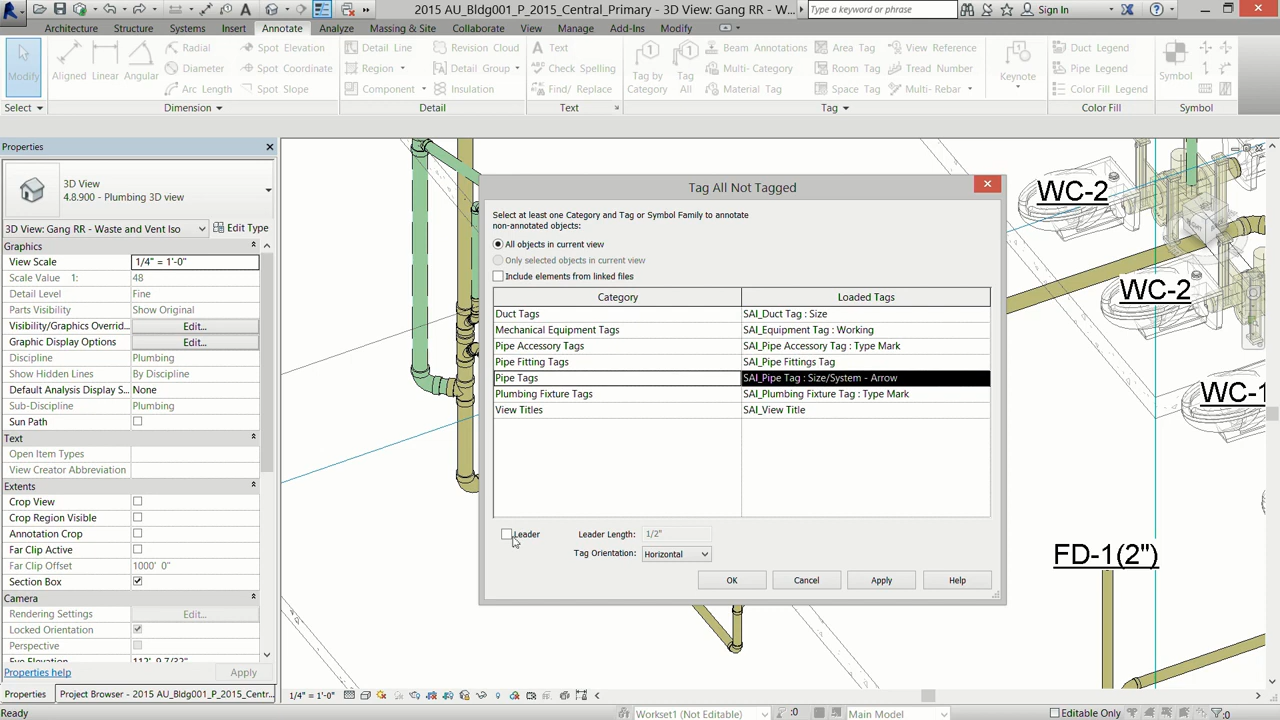 2015 AU_Bldg001_P_2015_Central_Primary - 3D View: Gang RR - W...
Type a keyword or phrase
Sign In
Architecture Structure Systems Insert Annotate Analyze Massing & Site Collaborate View Manage Add-Ins Modify
Modify
Select
Aligned Linear Angular
Radial
Diameter
Arc Length
Spot Elevation
Spot Coordinate
Spot Slope
Dimension
Detail Line
Region
Component
Revision Cloud
Detail Group
Insulation
Detail
Text
Check Spelling
Find/ Replace
Text
Tag by
Category
Tag
All
Beam Annotations
Multi- Category
Material Tag
Area Tag
Room Tag
Space Tag
View Reference
Tread Number
Multi- Rebar
Tag
Keynote
Duct Legend
Pipe Legend
Color Fill Legend
Color Fill
Symbol
Symbol
Properties
3D View
4.8.900 - Plumbing 3D view
3D View: Gang RR - Waste and Vent Iso
Edit Type
Graphics
View Scale 1/4" = 1'-0"
Scale Value 1: 48
Detail Level Fine
Parts Visibility Show Original
Visibility/Graphics Overrid... Edit...
Graphic Display Options Edit...
Discipline Plumbing
Show Hidden Lines By Discipline
Default Analysis Display St... None
Sub-Discipline Plumbing
Sun Path
Text
Open Item Types
View Creator Abbreviation
Extents
Crop View
Crop Region Visible
Annotation Crop
Far Clip Active
Far Clip Offset 1000' 0"
Section Box
Camera
Rendering Settings Edit...
Locked Orientation
Perspective
Eye Elevation 112' 9 7/32"
Properties help
Apply
Properties
Project Browser - 2015 AU_Bldg001_P_2015_Centr...
Tag All Not Tagged
Select at least one Category and Tag or Symbol Family to annotate
non-annotated objects:
All objects in current view
Only selected objects in current view
Include elements from linked files
Category Loaded Tags
Duct Tags SAI_Duct Tag : Size
Mechanical Equipment Tags SAI_Equipment Tag : Working
Pipe Accessory Tags SAI_Pipe Accessory Tag : Type Mark
Pipe Fitting Tags SAI_Pipe Fittings Tag
Pipe Tags SAI_Pipe Tag : Size/System - Arrow
Plumbing Fixture Tags SAI_Plumbing Fixture Tag : Type Mark
View Titles SAI_View Title
Leader
Leader Length: 1/2"
Tag Orientation: Horizontal
OK Cancel Apply Help
WC-2
WC-2
WC-1
FD-1(2")
1/4" = 1'-0"
Ready
Workset1 (Not Editable)
:0
Main Model
Editable Only
:0